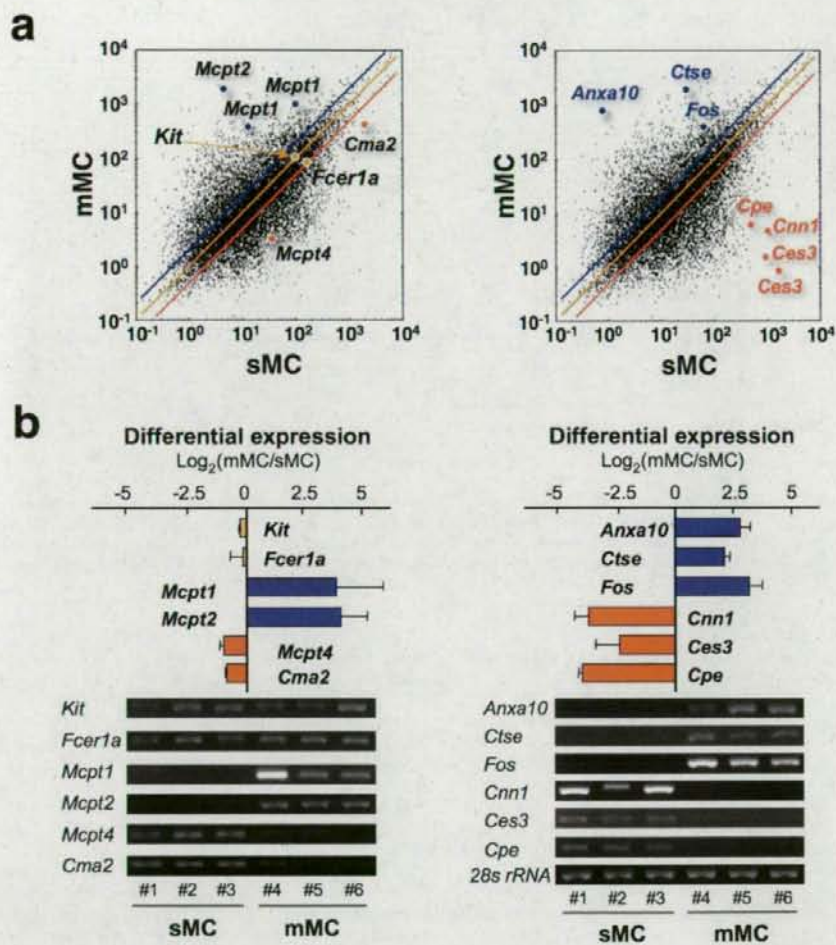 a
10⁴
10³
10²
10¹
10⁰
10⁻¹
mMC
Mcpt2
Mcpt1
Mcpt1
Kit
Cma2
Fcer1a
Mcpt4
10⁻¹ 10⁰ 10¹ 10² 10³ 10⁴
sMC
10⁴
10³
10²
10¹
10⁰
10⁻¹
mMC
Ctse
Anxa10
Fos
Cpe
Cnn1
Ces3
Ces3
10⁻¹ 10⁰ 10¹ 10² 10³ 10⁴
sMC
b
Differential expression
Log₂(mMC/sMC)
-5 -2.5 0 2.5 5
Kit
Fcer1a
Mcpt1
Mcpt2
Mcpt4
Cma2
Kit
Fcer1a
Mcpt1
Mcpt2
Mcpt4
Cma2
#1 #2 #3 #4 #5 #6
sMC mMC
Differential expression
Log₂(mMC/sMC)
-5 -2.5 0 2.5 5
Anxa10
Ctse
Fos
Cnn1
Ces3
Cpe
Anxa10
Ctse
Fos
Cnn1
Ces3
Cpe
28s rRNA
#1 #2 #3 #4 #5 #6
sMC mMC